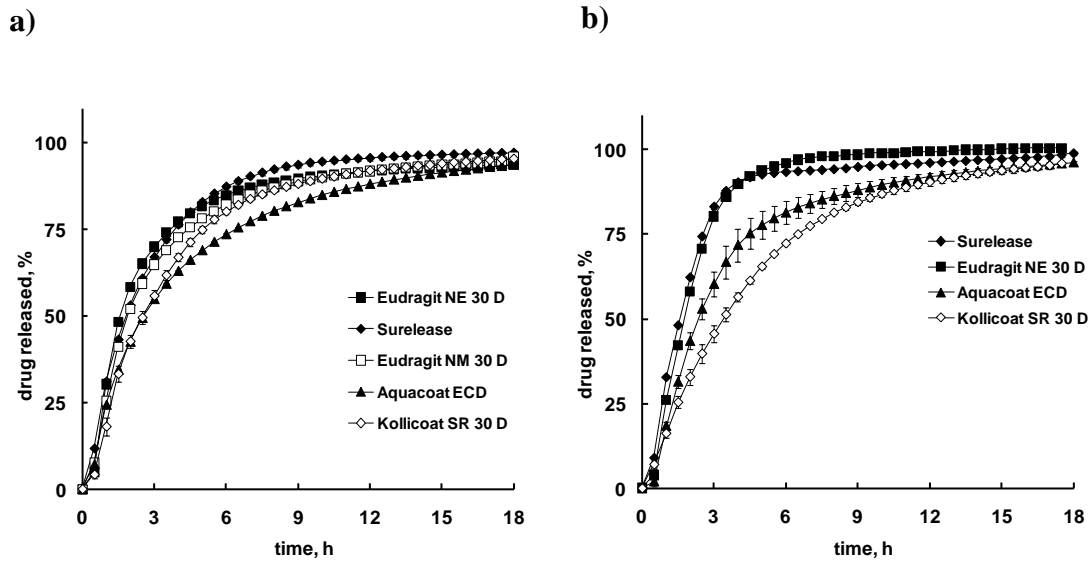 a)
100
75
50
25
0
drug released, %
0 3 6 9 12 15 18
time, h
Eudragit NE 30 D
Surelease
Eudragit NM 30 D
Aquacoat ECD
Kollicoat SR 30 D
b)
100
75
50
25
0
drug released, %
0 3 6 9 12 15 18
time, h
Surelease
Eudragit NE 30 D
Aquacoat ECD
Kollicoat SR 30 D